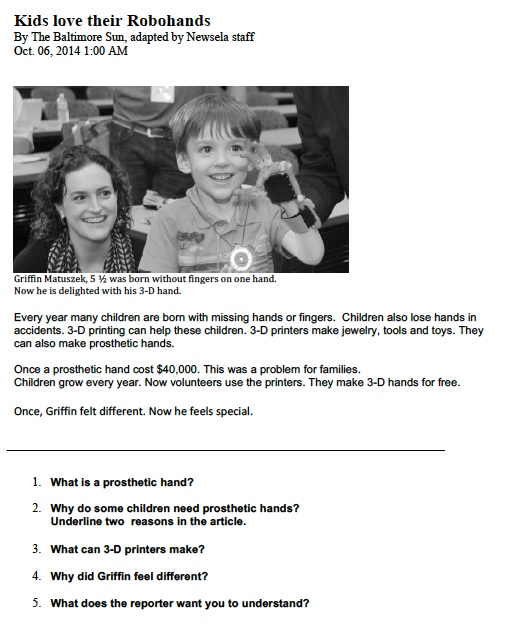 Kids love their Robohands
By The Baltimore Sun, adapted by Newsela staff
Oct. 06, 2014 1:00 AM
Griffin Matuszek, 5 ½ was born without fingers on one hand.
Now he is delighted with his 3-D hand.
Every year many children are born with missing hands or fingers.  Children also lose hands in
accidents. 3-D printing can help these children. 3-D printers make jewelry, tools and toys. They
can also make prosthetic hands.
Once a prosthetic hand cost $40,000. This was a problem for families.
Children grow every year. Now volunteers use the printers. They make 3-D hands for free.
Once, Griffin felt different. Now he feels special.
1. What is a prosthetic hand?
2. Why do some children need prosthetic hands?
Underline two  reasons in the article.
3. What can 3-D printers make?
4. Why did Griffin feel different?
5. What does the reporter want you to understand?